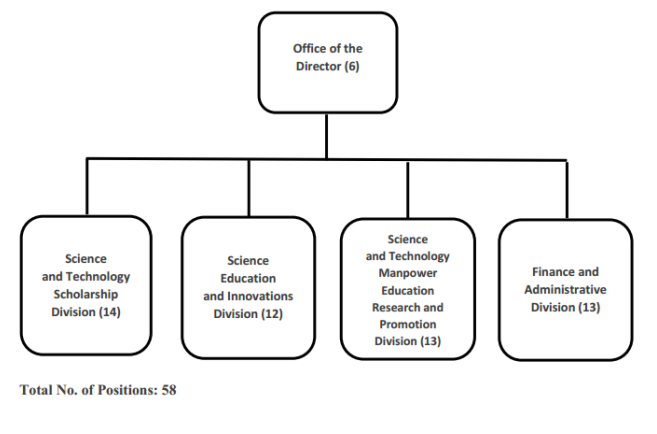 Office of the
Director (6)
Science
and Technology
Scholarship
Division (14)
Science
Education
and Innovations
Division (12)
Science
and Technology
Manpower
Education
Research and
Promotion
Division (13)
Finance and
Administrative
Division (13)
Total No. of Positions: 58